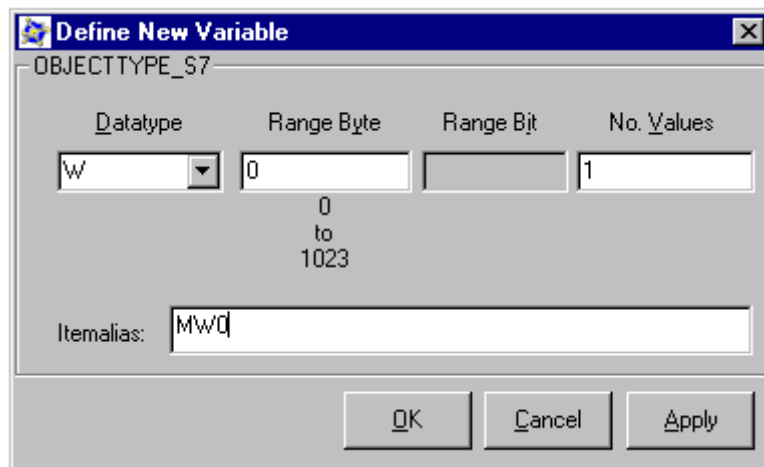 Define New Variable
OBJECTTYPE_S7
Datatype Range Byte Range Bit No. Values
W 0 1
0
to
1023
Itemalias: MW0
OK Cancel Apply